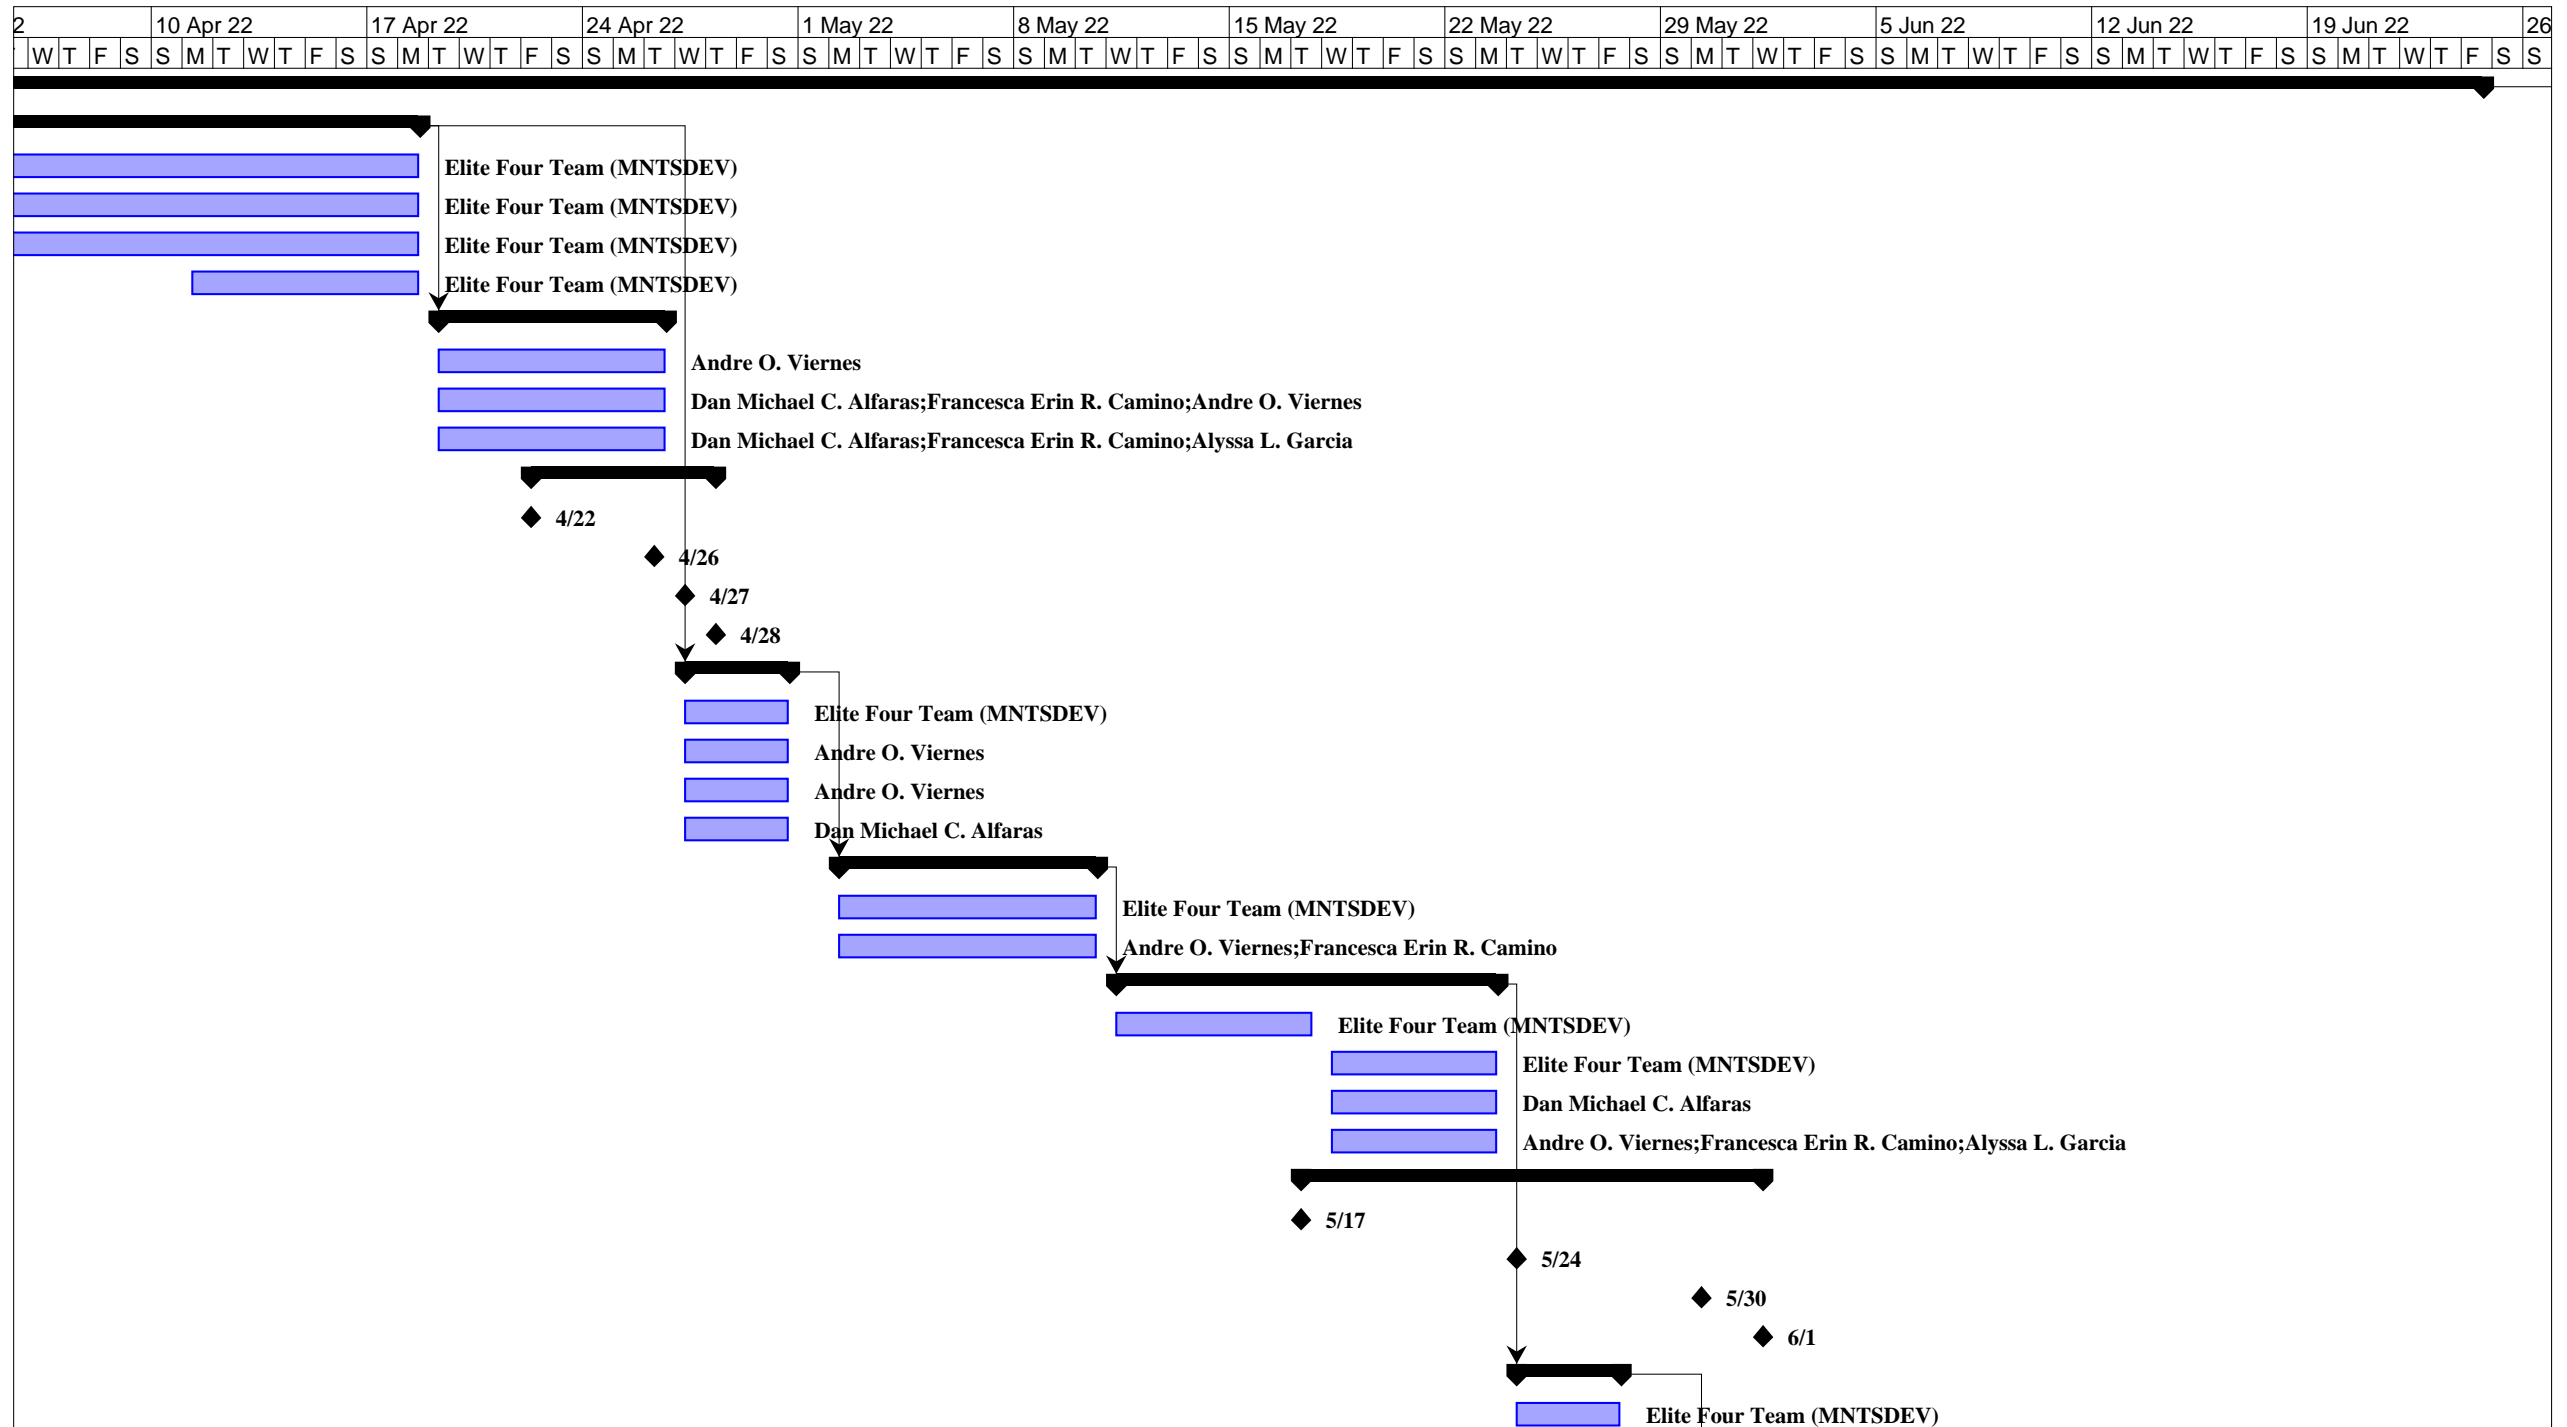 2 10 Apr 22 17 Apr 22 24 Apr 22 1 May 22 8 May 22 15 May 22 22 May 22 29 May 22 5 Jun 22 12 Jun 22 19 Jun 22 26
W T F S S M T W T F S S M T W T F S S M T W T F S S M T W T F S S M T W T F S S M T W T F S S M T W T F S S M T W T F S S M T W T F S S M T W T F S S M T W T F S S
Elite Four Team (MNTSDEV)
Elite Four Team (MNTSDEV)
Elite Four Team (MNTSDEV)
Elite Four Team (MNTSDEV)
Andre O. Viernes
Dan Michael C. Alfaras;Francesca Erin R. Camino;Andre O. Viernes
Dan Michael C. Alfaras;Francesca Erin R. Camino;Alyssa L. Garcia
4/22
4/26
4/27
4/28
Elite Four Team (MNTSDEV)
Andre O. Viernes
Andre O. Viernes
Dan Michael C. Alfaras
Elite Four Team (MNTSDEV)
Andre O. Viernes;Francesca Erin R. Camino
Elite Four Team (MNTSDEV)
Elite Four Team (MNTSDEV)
Dan Michael C. Alfaras
Andre O. Viernes;Francesca Erin R. Camino;Alyssa L. Garcia
5/17
5/24
5/30
6/1
Elite Four Team (MNTSDEV)